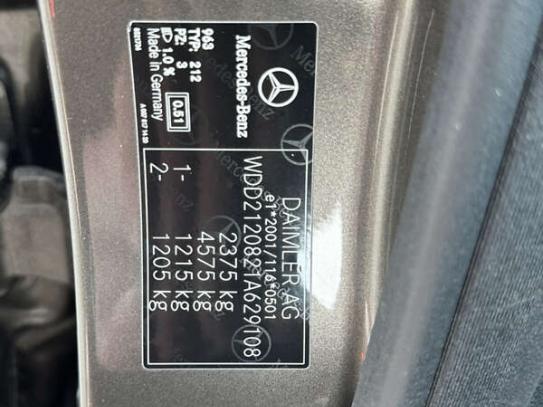 Mercedes-Benz
963
TYP: 212
PZ: 3
1.0 %
Made in Germany
0.51
DAIMLER AG
e1*2001/116*0501
WDD2120821A629108
2375 kg
4575 kg
1- 1215 kg
2- 1205 kg